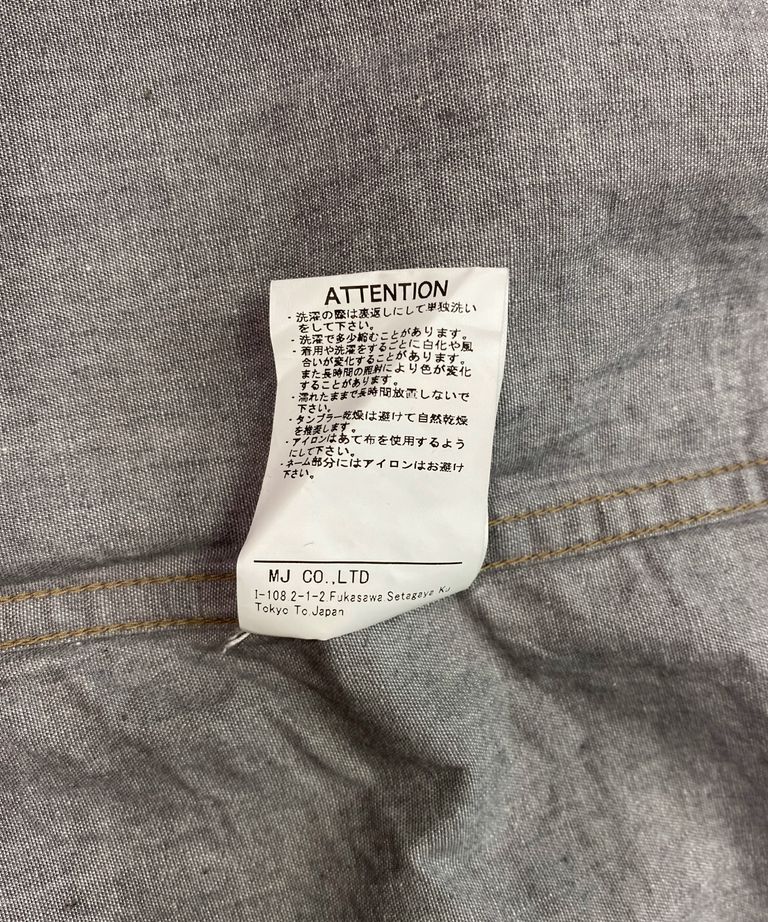 ATTENTION
・洗濯の際は裏返しにして単独洗い
をして下さい。
・洗濯で多少縮むことがあります。
・着用や洗濯をするごとに白化や風
合いが変化することがあります。
また長時間の照射により色が変化
することがあります。
・濡れたままで長時間放置しないで
下さい。
・タンブラー乾燥は避けて自然乾燥
を推奨します。
・アイロンはあて布を使用するよう
にして下さい。
・ネーム部分にはアイロンはお避け
下さい。
MJ CO.,LTD
I-108 2-1-2 Fukasawa Setagaya Ku
Tokyo To Japan